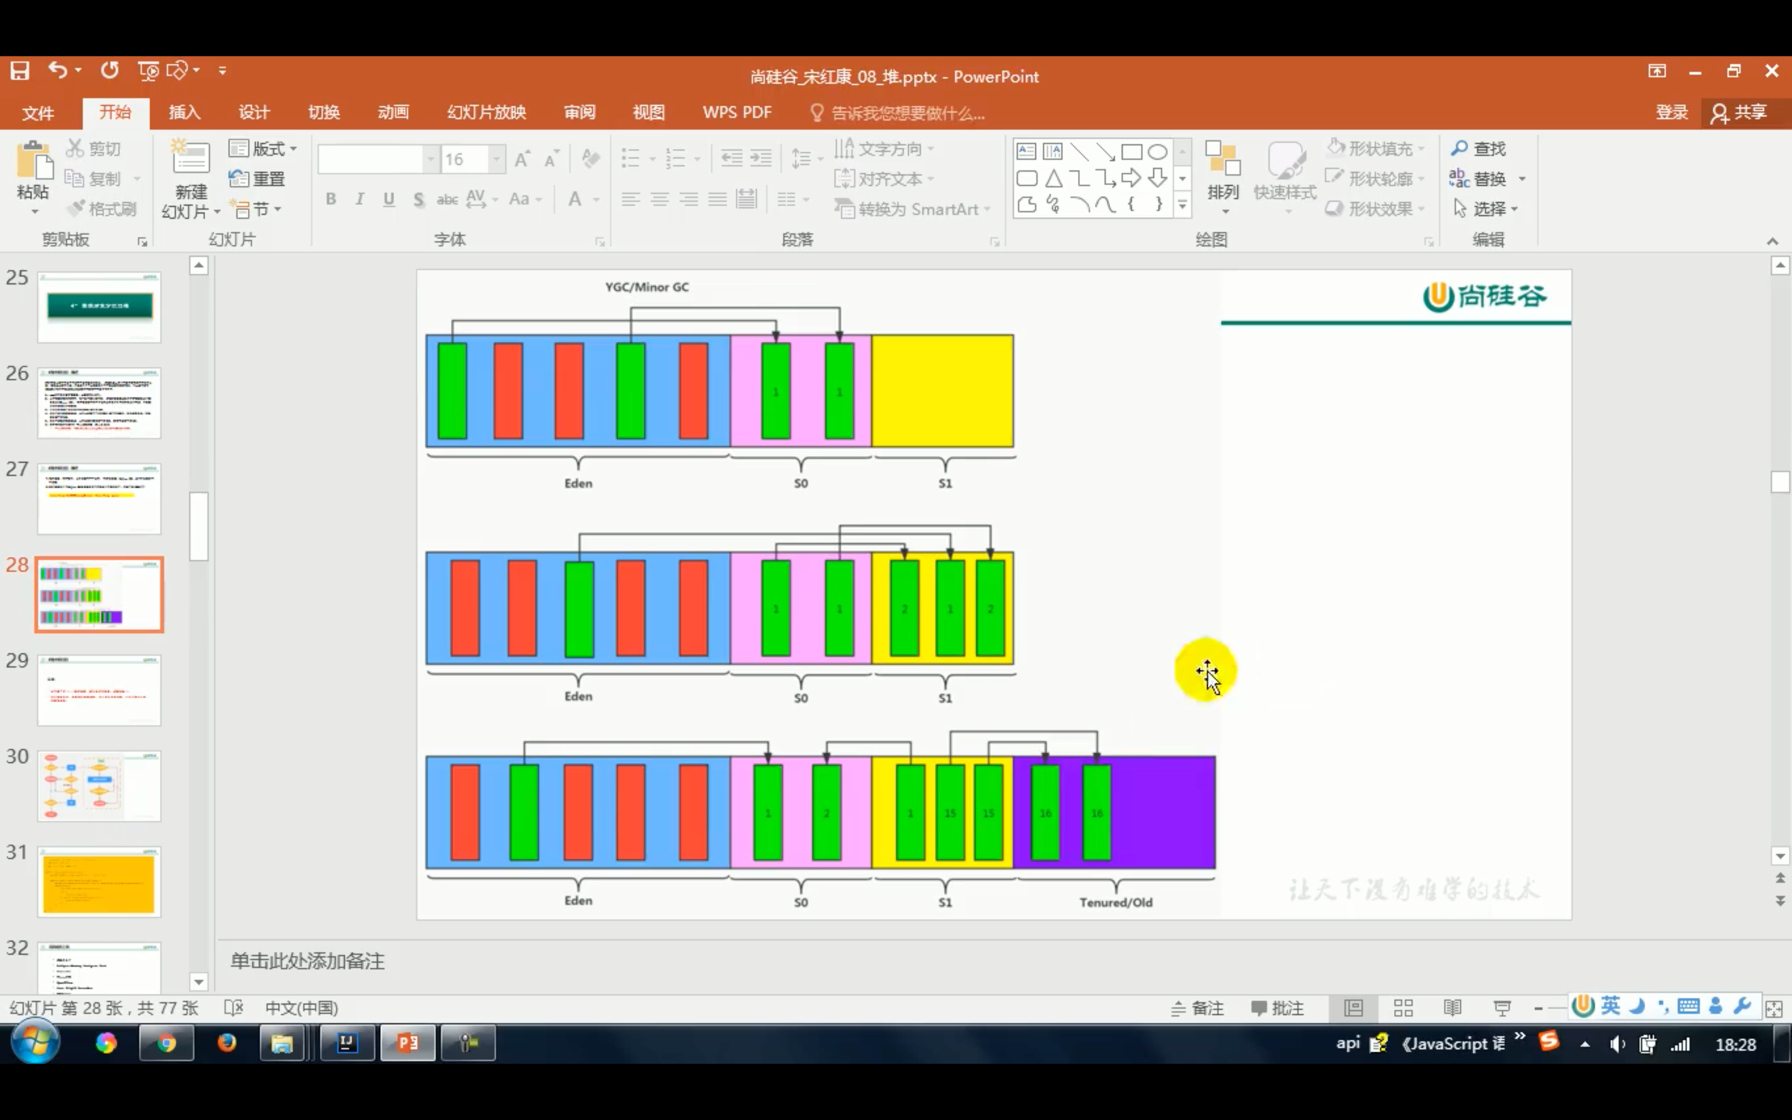 尚硅谷_宋红康_08_堆.pptx - PowerPoint
文件 开始 插入 设计 切换 动画 幻灯片放映 审阅 视图 WPS PDF 告诉我您想要做什么... 登录 共享
粘贴 剪切 复制 格式刷 剪贴板
新建 幻灯片 版式 重置 节 幻灯片
16 B I U S abc AV Aa A 字体
文字方向 对齐文本 转换为 SmartArt 段落
排列 快速样式 形状填充 形状轮廓 形状效果 绘图
查找 替换 选择 编辑
25
26
27
28
29
30
31
32
YGC/Minor GC
尚硅谷
1 1
Eden S0 S1
1 1 2 1 2
Eden S0 S1
1 2 1 15 15 16 16
Eden S0 S1 Tenured/Old
让天下没有难学的技术
单击此处添加备注
幻灯片 第 28 张，共 77 张 中文(中国) 备注 批注 英
api 《JavaScript 语 18:28